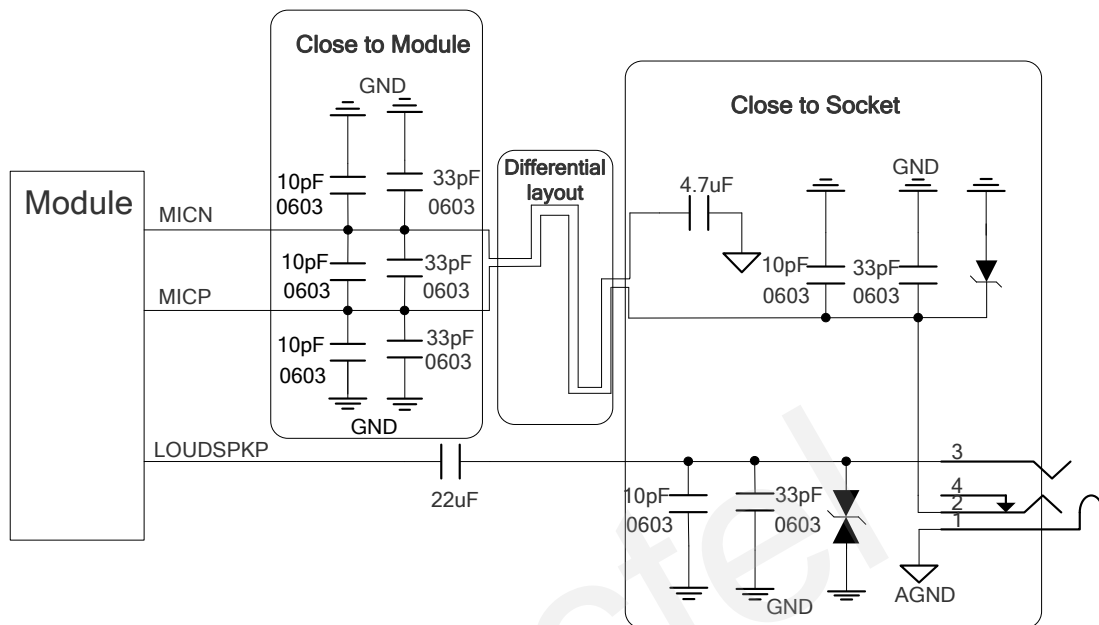 Close to Module
GND
10pF
0603
33pF
0603
Module
MICN
10pF
0603
33pF
0603
MICP
10pF
0603
33pF
0603
GND
LOUDSPKP
22uF
Differential
layout
Close to Socket
4.7uF
GND
10pF
0603
33pF
0603
10pF
0603
33pF
0603
GND
3
4
2
1
AGND